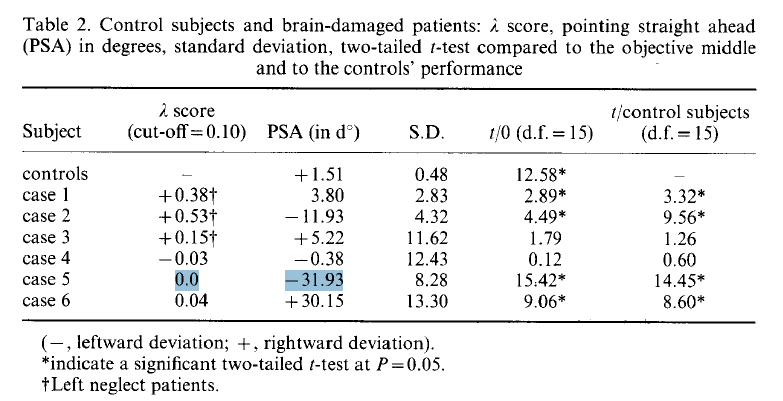 Table 2. Control subjects and brain-damaged patients: λ score, pointing straight ahead
(PSA) in degrees, standard deviation, two-tailed t-test compared to the objective middle
and to the controls' performance
λ score t/control subjects
Subject (cut-off=0.10) PSA (in d°) S.D. t/0 (d.f.=15) (d.f.=15)
controls – +1.51 0.48 12.58* –
case 1 +0.38† 3.80 2.83 2.89* 3.32*
case 2 +0.53† −11.93 4.32 4.49* 9.56*
case 3 +0.15† +5.22 11.62 1.79 1.26
case 4 −0.03 −0.38 12.43 0.12 0.60
case 5 0.0 −31.93 8.28 15.42* 14.45*
case 6 0.04 +30.15 13.30 9.06* 8.60*
(−, leftward deviation; +, rightward deviation).
*indicate a significant two-tailed t-test at P=0.05.
†Left neglect patients.